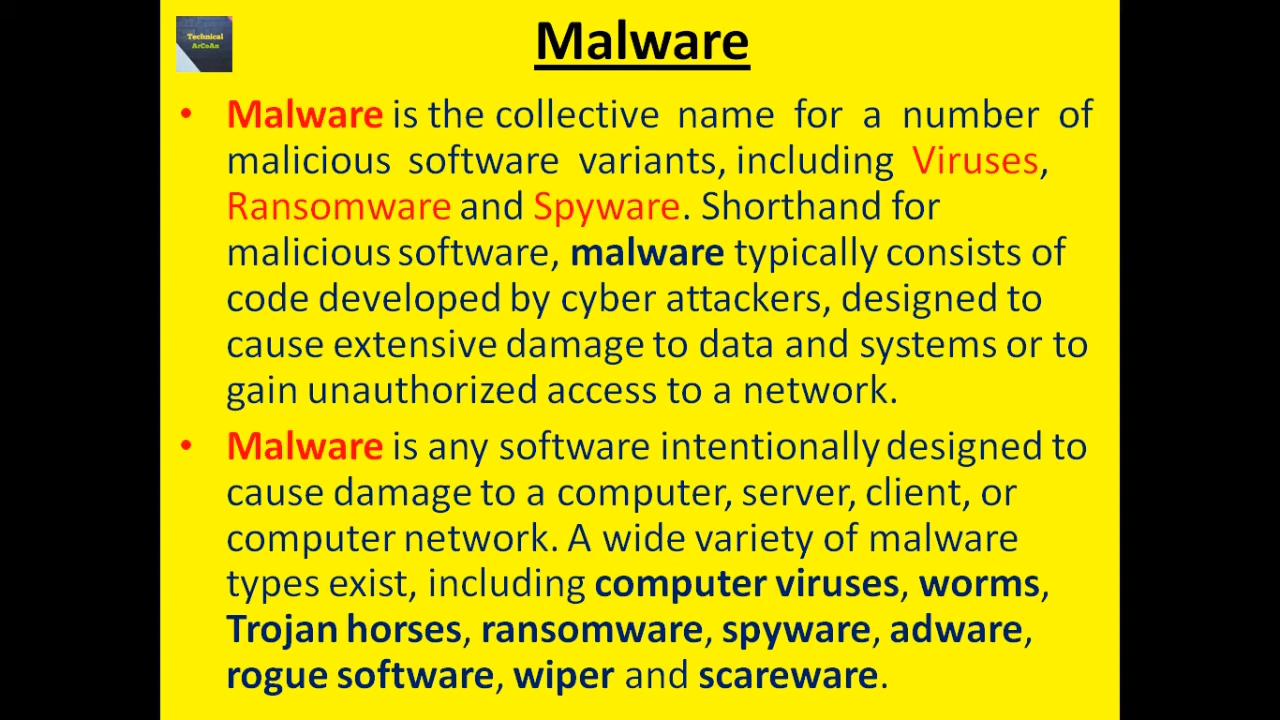 Technical
ArCoAn
Malware
• Malware is the collective name for a number of
malicious software variants, including Viruses,
Ransomware and Spyware. Shorthand for
malicious software, malware typically consists of
code developed by cyber attackers, designed to
cause extensive damage to data and systems or to
gain unauthorized access to a network.
• Malware is any software intentionally designed to
cause damage to a computer, server, client, or
computer network. A wide variety of malware
types exist, including computer viruses, worms,
Trojan horses, ransomware, spyware, adware,
rogue software, wiper and scareware.